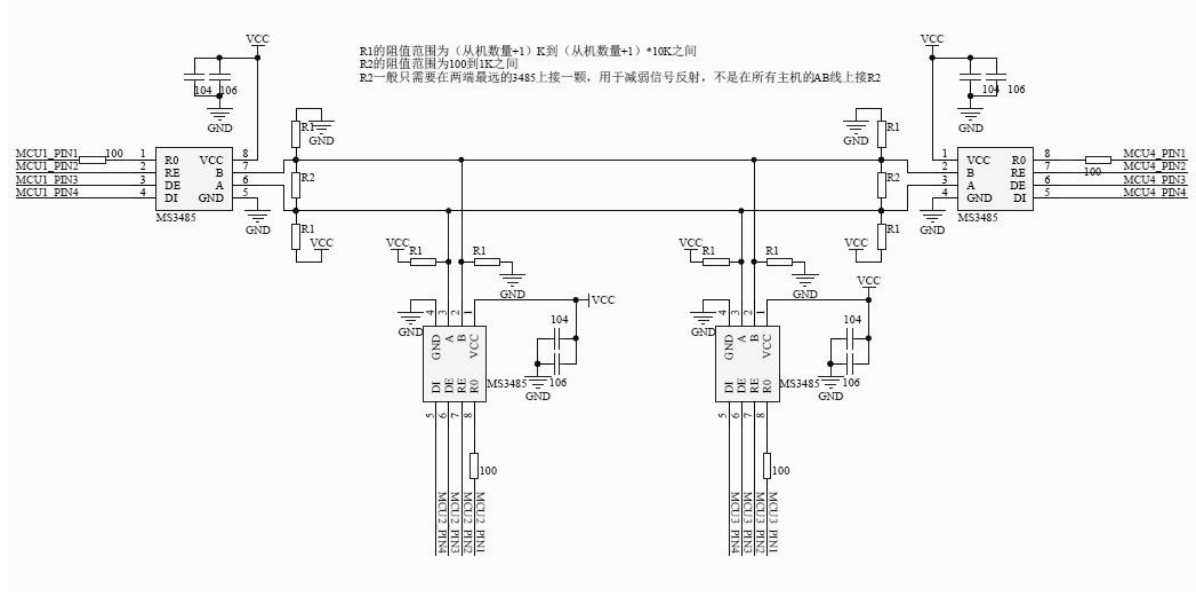 R1的阻值范围为（从机数量+1）K到（从机数量+1）*10K之间
R2的阻值范围为100到1K之间
R2一般只需要在两端最远的3485上接一颗，用于减弱信号反射，不是在所有主机的AB线上接R2
VCC
104 106
GND
R1
GND
MCU1_PIN1 100 1 R0 VCC 8
MCU1_PIN2 2 RE B 7
MCU1_PIN3 3 DE A 6
MCU1_PIN4 4 DI GND 5
MS3485
GND
R2
R1
VCC
VCC
104 106
GND
R1
GND
1 VCC R0 8 MCU4_PIN1
2 B RE 7 100 MCU4_PIN2
3 A DE 6 MCU4_PIN3
4 GND DI 5 MCU4_PIN4
MS3485
GND
R2
R1
VCC
VCC R1 R1
GND
GND
4 3 2 1
GND A B VCC
DI DE RE R0
MS3485
5 6 7 8
VCC
104
106
GND
100
MCU2_PIN4
MCU2_PIN3
MCU2_PIN2
MCU2_PIN1
VCC R1 R1
GND
GND
4 3 2 1
GND A B VCC
DI DE RE R0
MS3485
5 6 7 8
VCC
104
106
GND
100
MCU3_PIN4
MCU3_PIN3
MCU3_PIN2
MCU3_PIN1